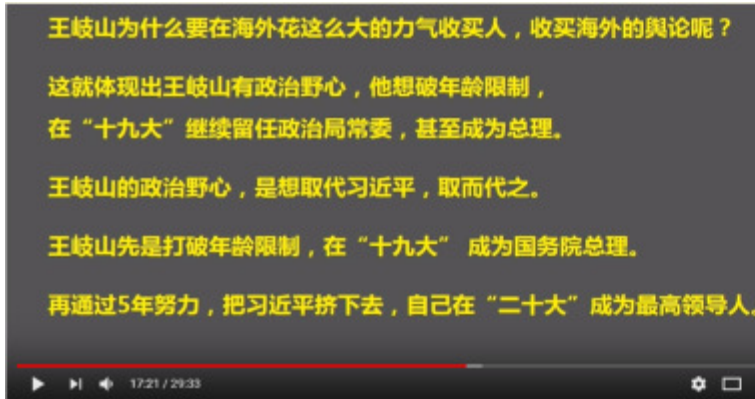 王岐山为什么要在海外花这么大的力气收买人，收买海外的舆论呢？
这就体现出王岐山有政治野心，他想破年龄限制，
在“十九大”继续留任政治局常委，甚至成为总理。
王岐山的政治野心，是想取代习近平，取而代之。
王岐山先是打破年龄限制，在“十九大” 成为国务院总理。
再通过5年努力，把习近平挤下去，自己在“二十大”成为最高领导人。
17:21 / 29:33